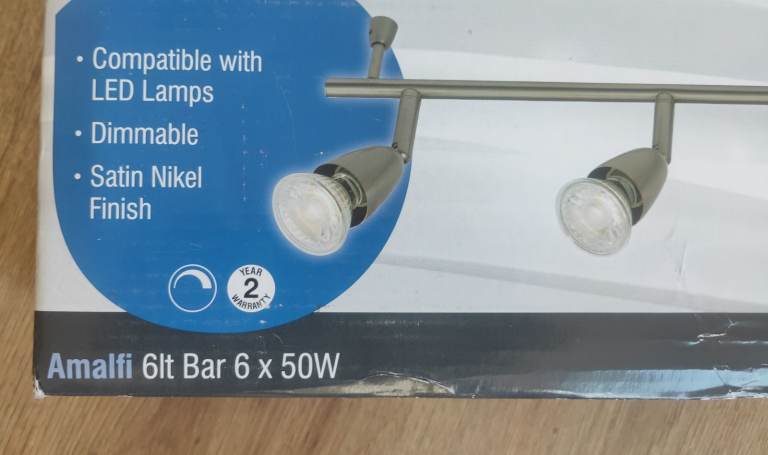 • Compatible with
LED Lamps
• Dimmable
• Satin Nikel
Finish
YEAR
2
WARRANTY
Amalfi 6lt Bar 6 x 50W